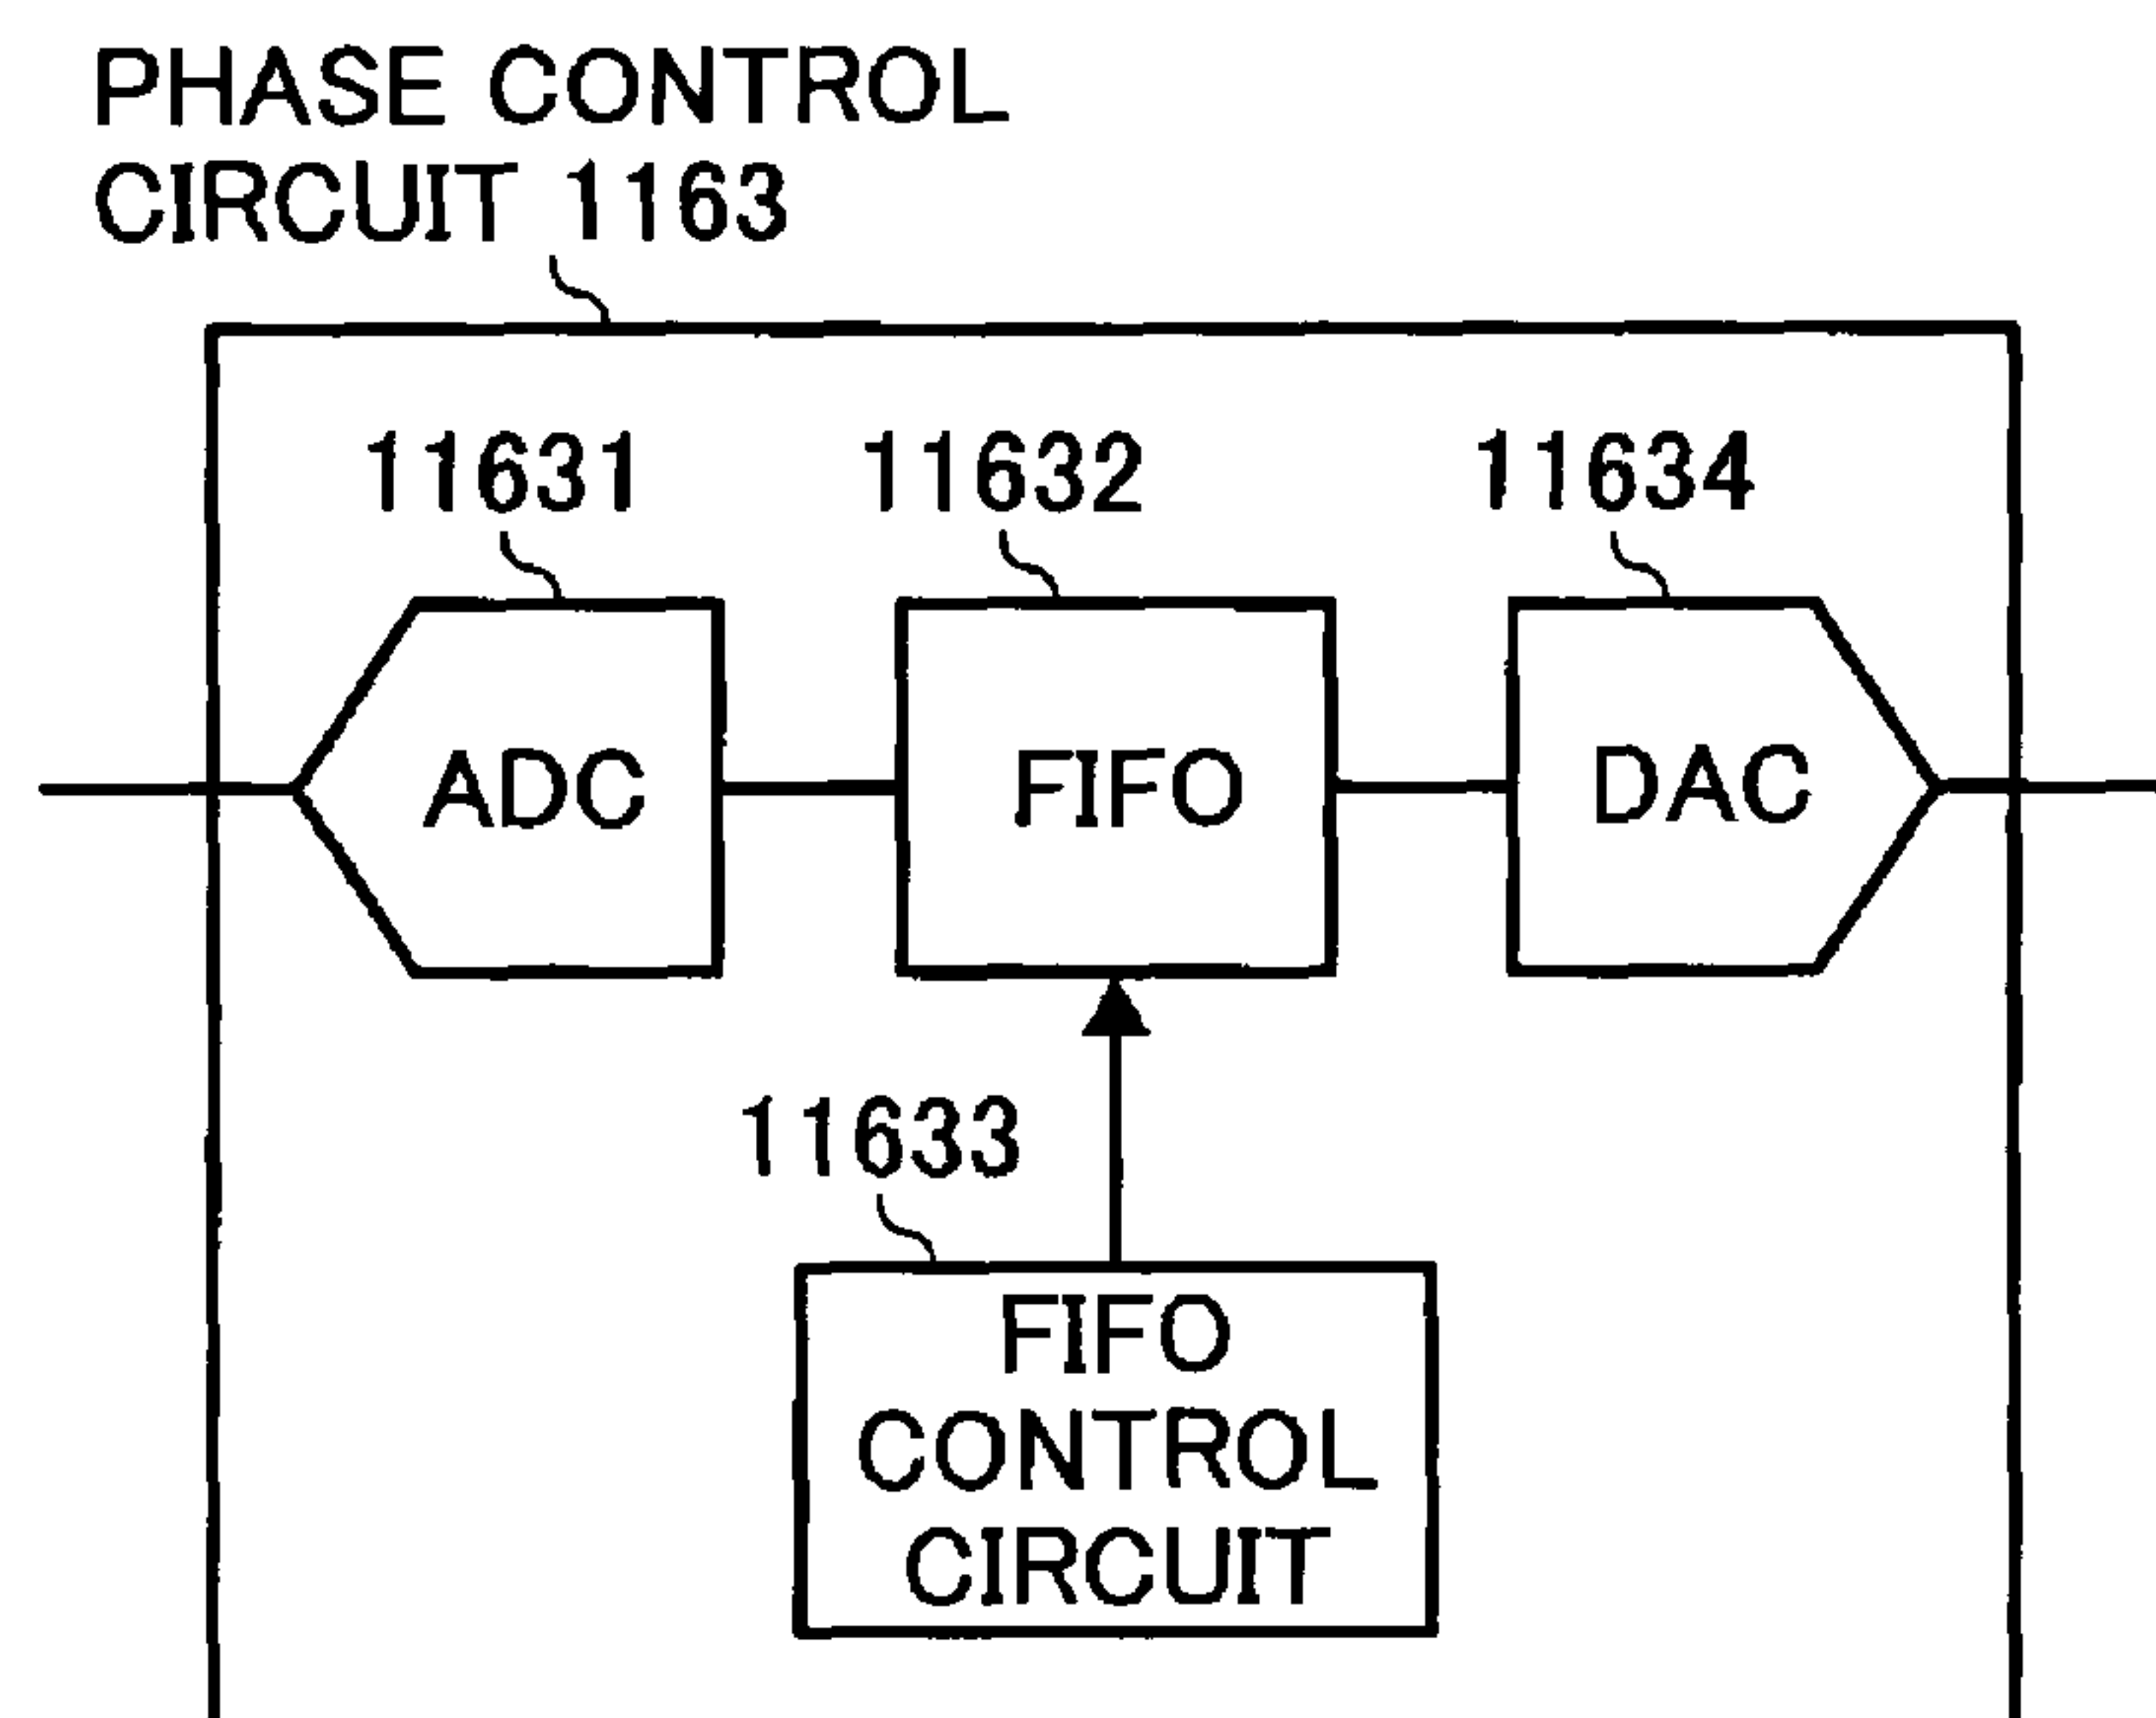 PHASE CONTROL
CIRCUIT 1163
11631
11632
11634
ADC
FIFO
DAC
11633
FIFO
CONTROL
CIRCUIT